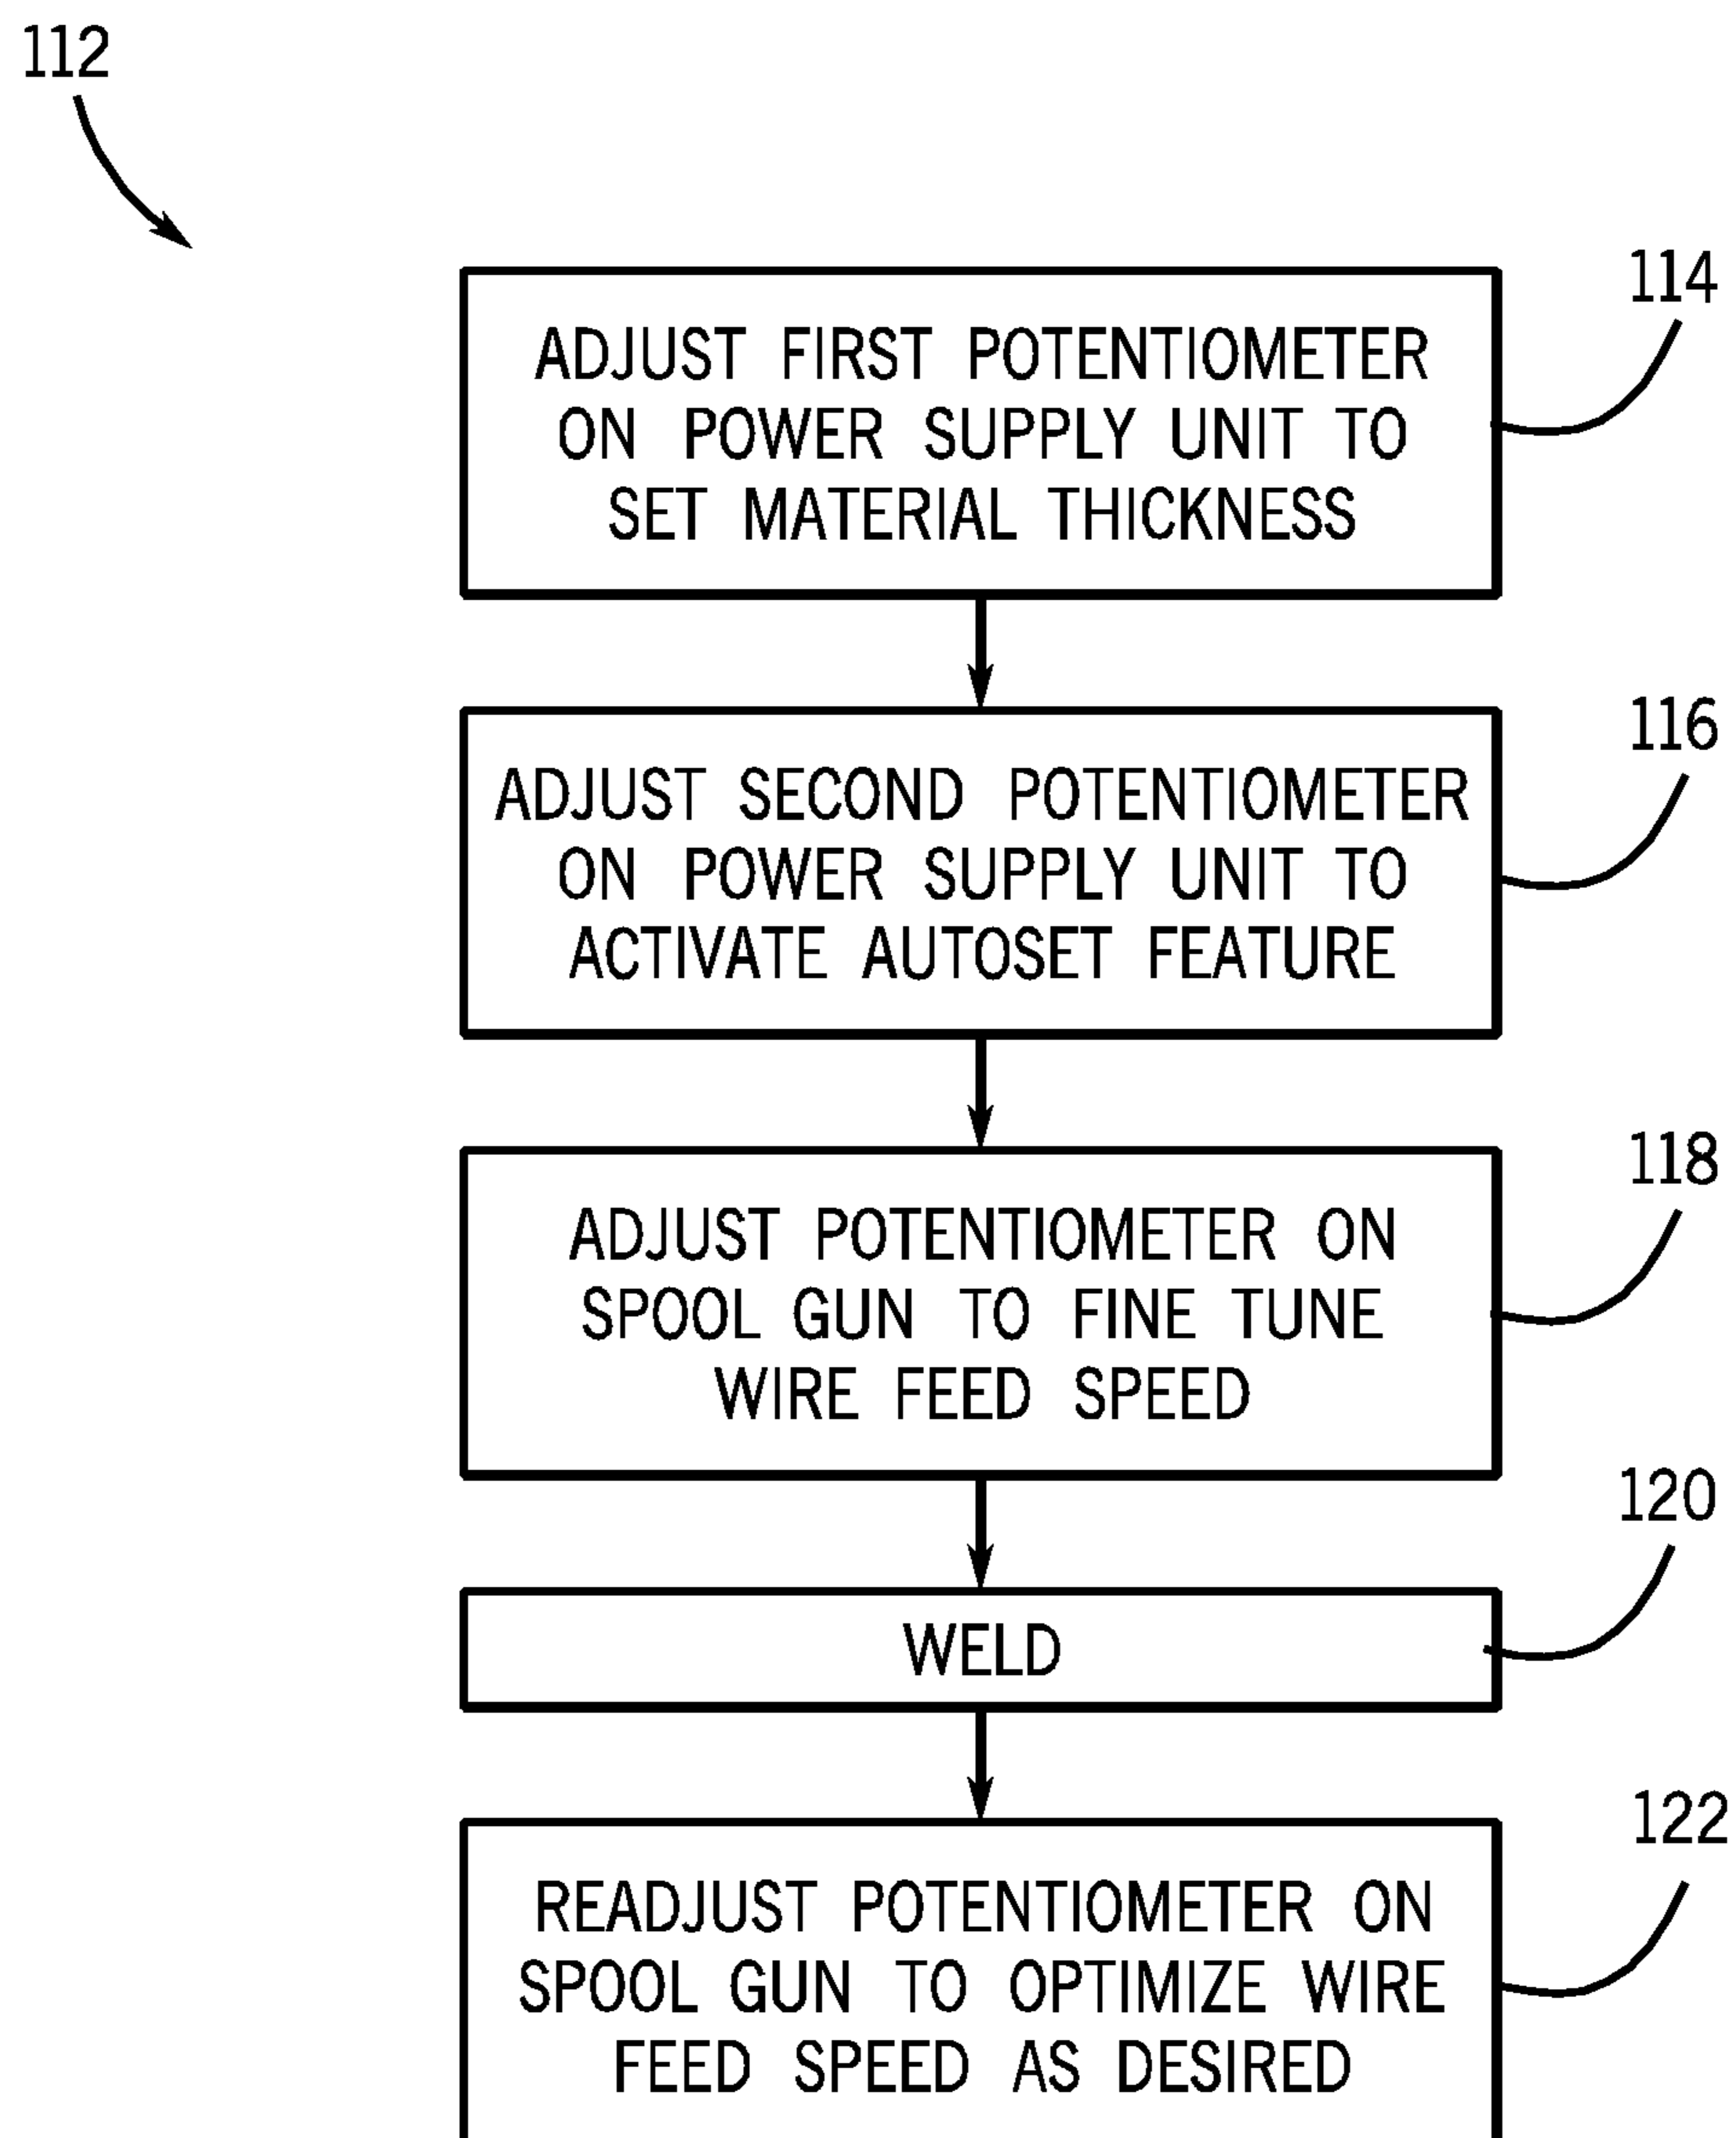 112
114
ADJUST FIRST POTENTIOMETER
ON POWER SUPPLY UNIT TO
SET MATERIAL THICKNESS
116
ADJUST SECOND POTENTIOMETER
ON POWER SUPPLY UNIT TO
ACTIVATE AUTOSET FEATURE
118
ADJUST POTENTIOMETER ON
SPOOL GUN TO FINE TUNE
WIRE FEED SPEED
120
WELD
122
READJUST POTENTIOMETER ON
SPOOL GUN TO OPTIMIZE WIRE
FEED SPEED AS DESIRED